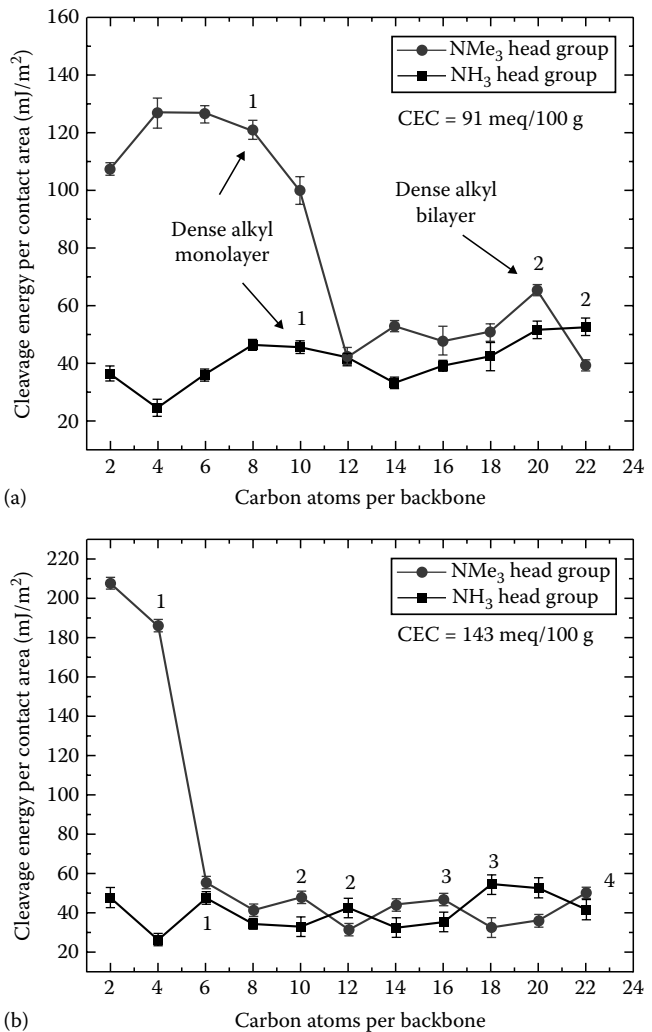 160
140
120
100
80
60
40
20
Cleavage energy per contact area (mJ/m²)
NMe₃ head group
NH₃ head group
CEC = 91 meq/100 g
1
Dense alkyl
monolayer
1
Dense alkyl
bilayer
2
2
2 4 6 8 10 12 14 16 18 20 22 24
(a)
Carbon atoms per backbone
220
200
180
160
140
120
100
80
60
40
20
Cleavage energy per contact area (mJ/m²)
NMe₃ head group
NH₃ head group
CEC = 143 meq/100 g
1
1
2
2
3
3
4
2 4 6 8 10 12 14 16 18 20 22 24
(b)
Carbon atoms per backbone